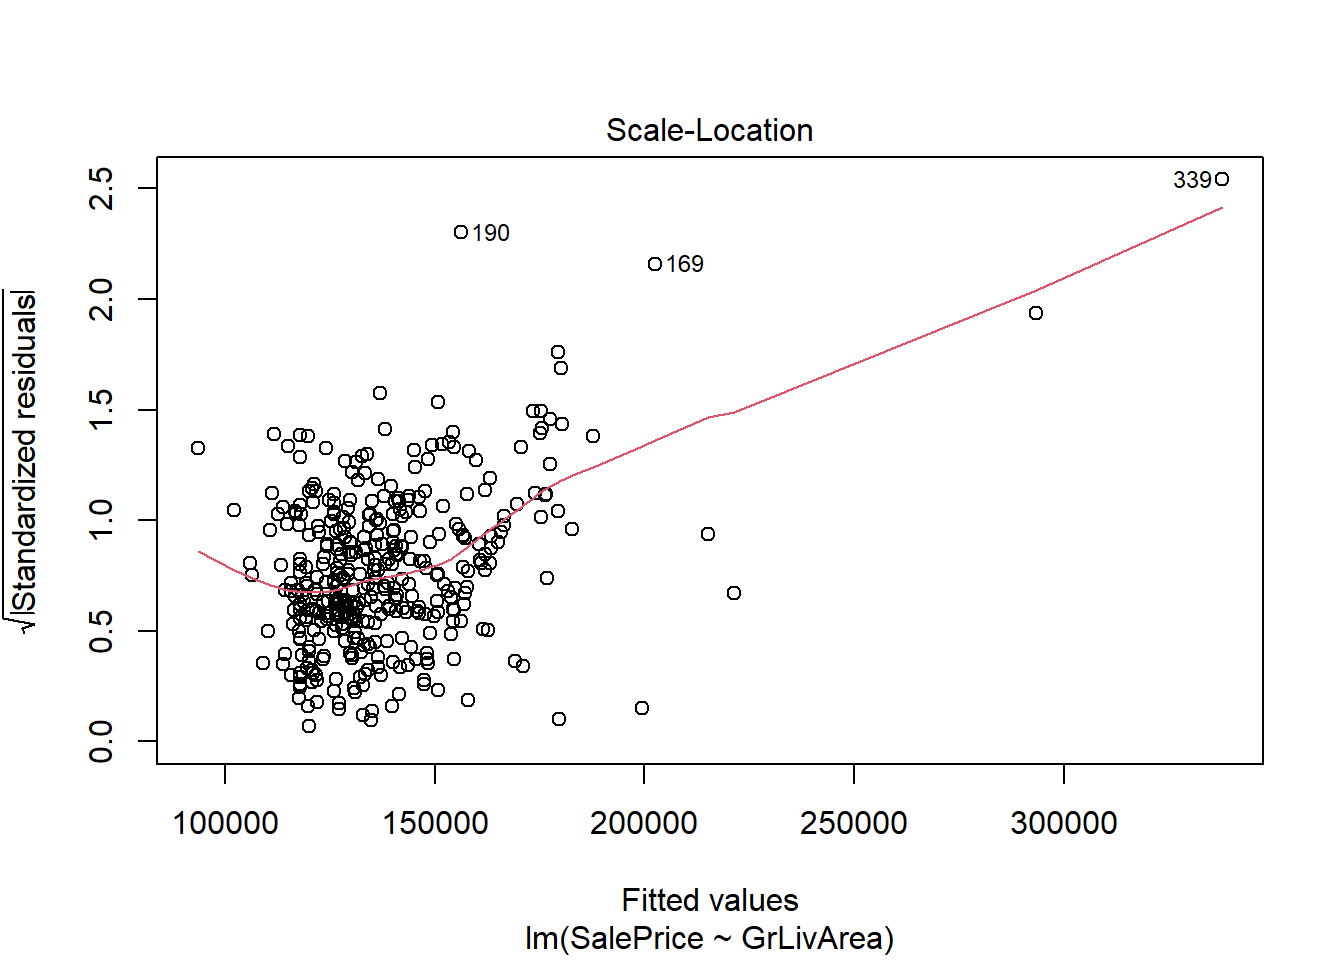 Scale-Location
√|Standardized residuals|
2.5
2.0
1.5
1.0
0.5
0.0
339
190
169
100000 150000 200000 250000 300000
Fitted values
lm(SalePrice ~ GrLivArea)